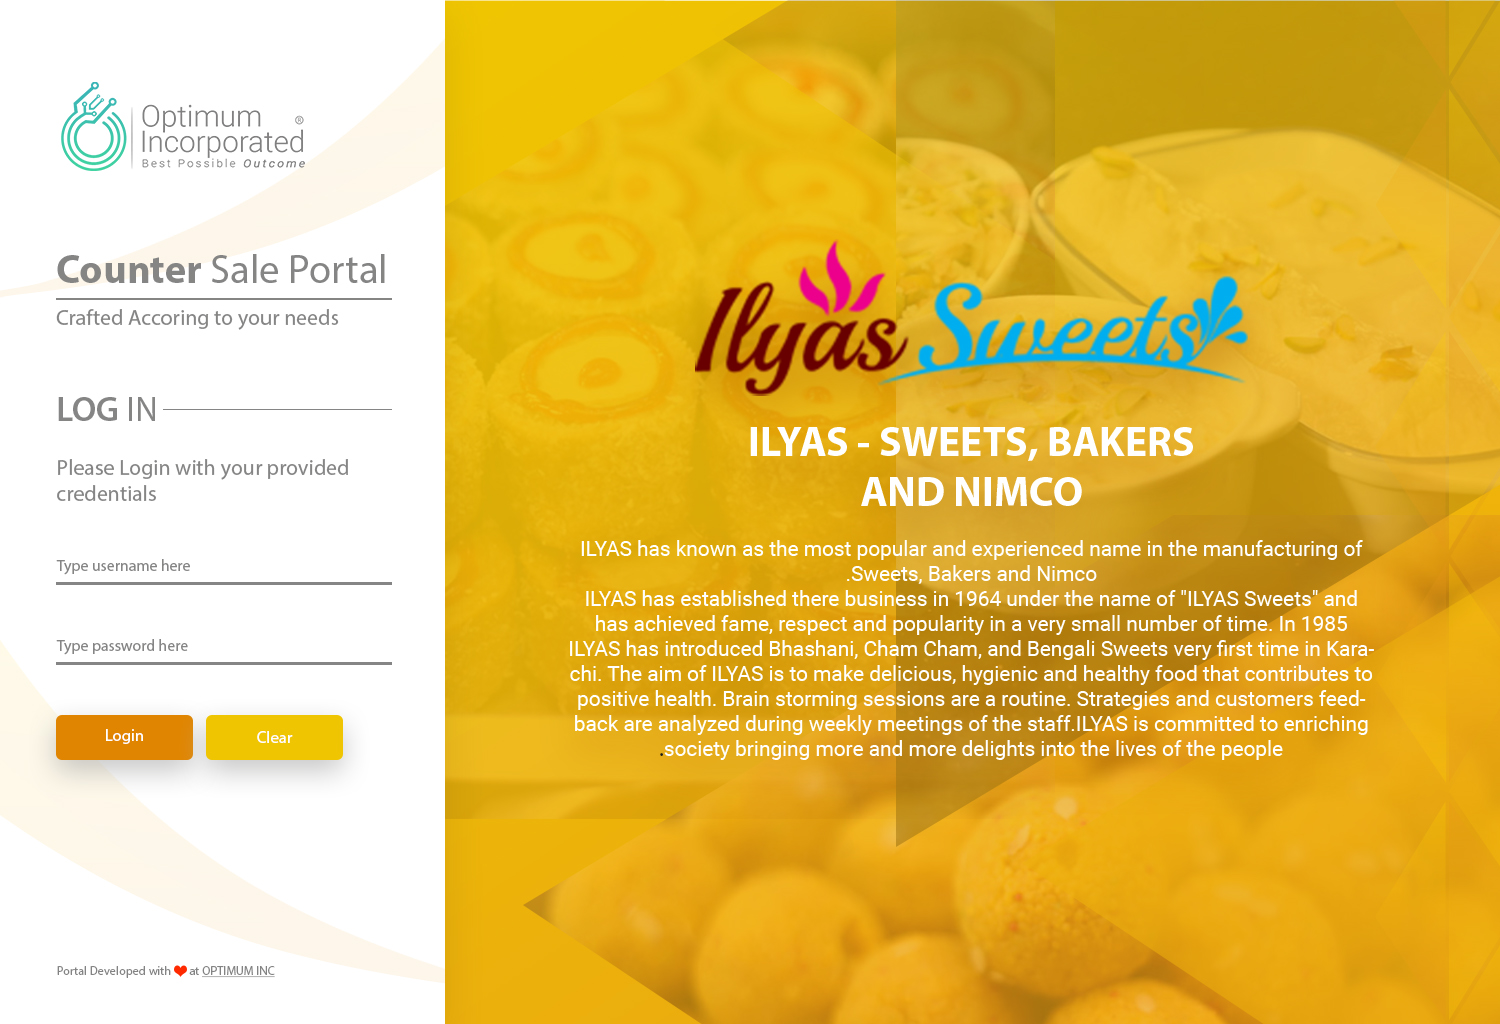 Optimum
Incorporated ®
Best Possible Outcome
Counter Sale Portal
Crafted Accoring to your needs
LOG IN
Please Login with your provided
credentials
Type username here
Type password here
Login
Clear
Portal Developed with ❤ at OPTIMUM INC
Ilyas Sweets
ILYAS - SWEETS, BAKERS
AND NIMCO
ILYAS has known as the most popular and experienced name in the manufacturing of
.Sweets, Bakers and Nimco
ILYAS has established there business in 1964 under the name of "ILYAS Sweets" and
has achieved fame, respect and popularity in a very small number of time. In 1985
ILYAS has introduced Bhashani, Cham Cham, and Bengali Sweets very first time in Kara-
chi. The aim of ILYAS is to make delicious, hygienic and healthy food that contributes to
positive health. Brain storming sessions are a routine. Strategies and customers feed-
back are analyzed during weekly meetings of the staff.ILYAS is committed to enriching
.society bringing more and more delights into the lives of the people